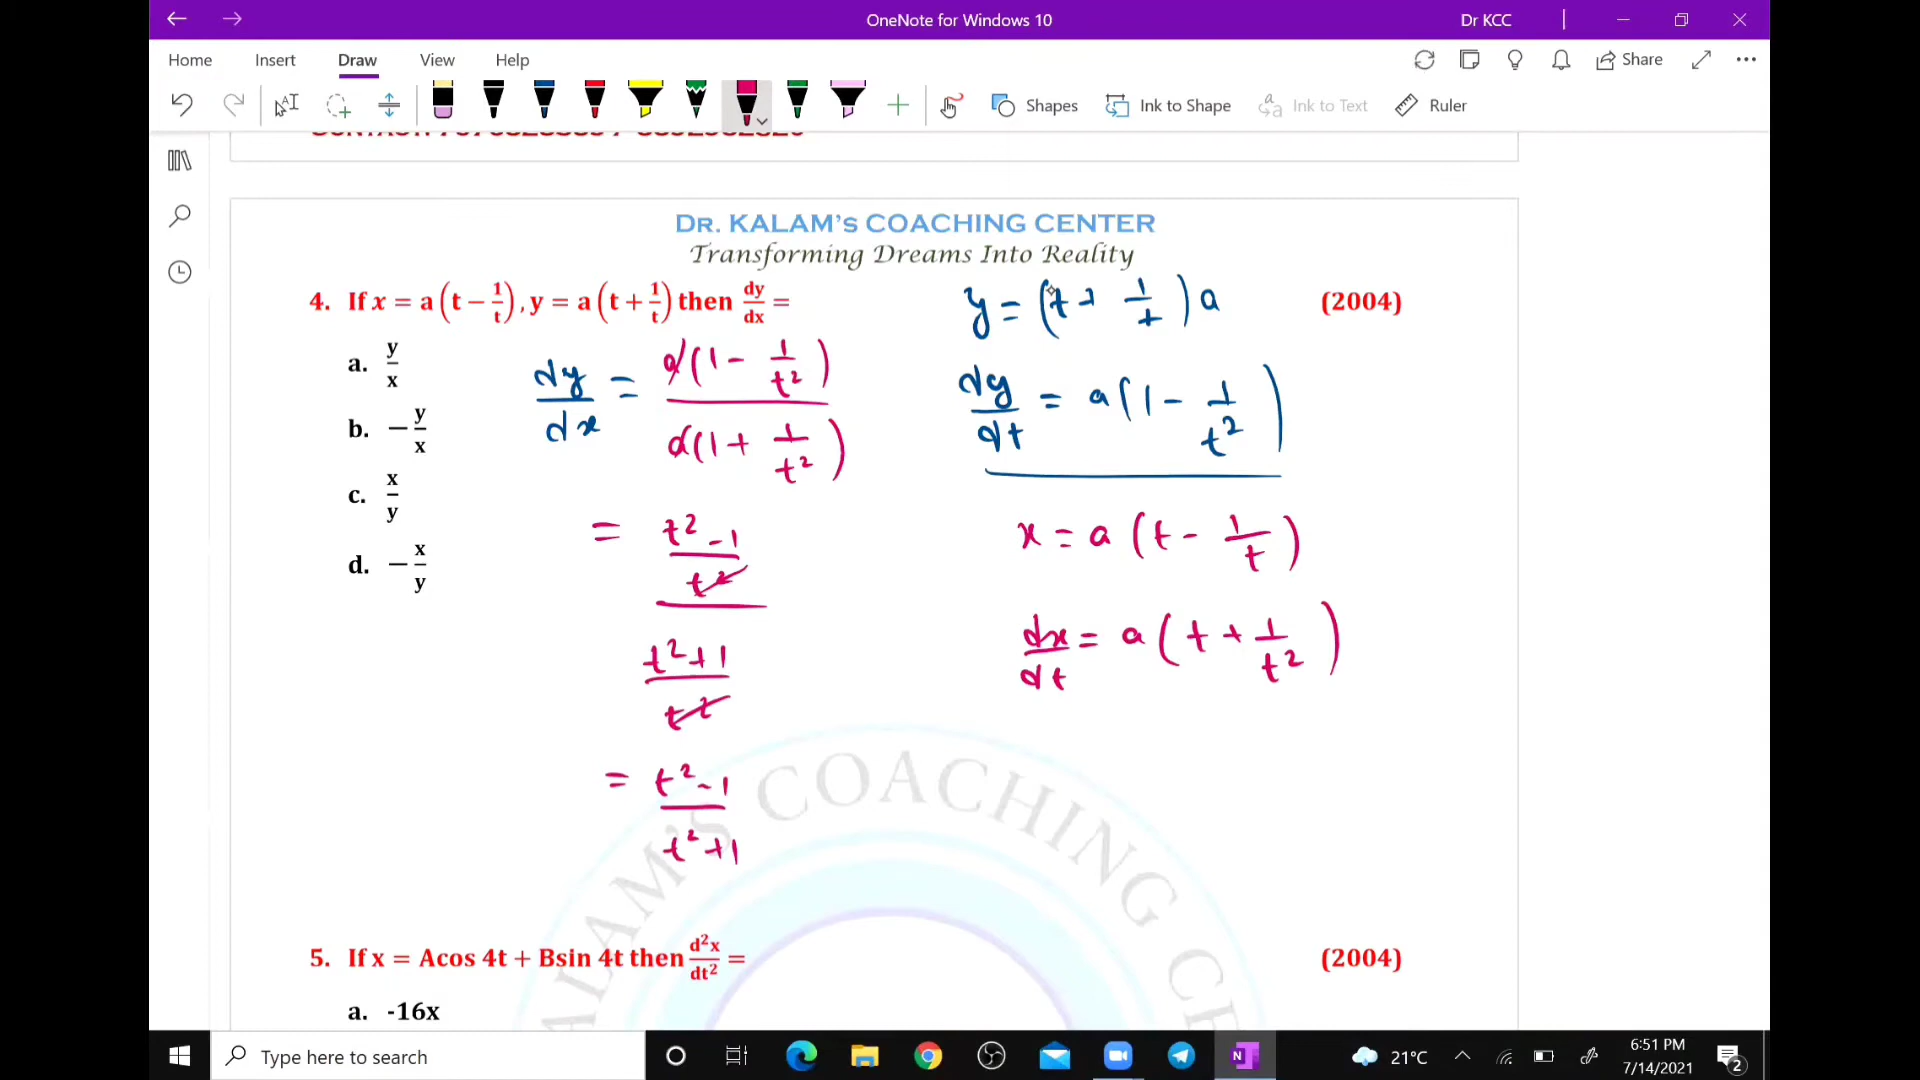 OneNote for Windows 10
Dr KCC
Home Insert Draw View Help
Share
Shapes Ink to Shape Ink to Text Ruler
DR. KALAM's COACHING CENTER
Transforming Dreams Into Reality
4. If x = a (t − 1/t), y = a (t + 1/t) then dy/dx = (2004)
a. y/x
b. − y/x
c. x/y
d. − x/y
dy/dx = a(1 - 1/t²) / a(1 + 1/t²)
= (t² - 1)/t² / (t² + 1)/t²
= t² - 1 / t² + 1
y = (t + 1/t) a
dy/dt = a(1 - 1/t²)
x = a (t - 1/t)
dx/dt = a (t + 1/t²)
5. If x = Acos 4t + Bsin 4t then d²x/dt² = (2004)
a. -16x
KALAM'S COACHING
Type here to search
21°C
6:51 PM
7/14/2021
2